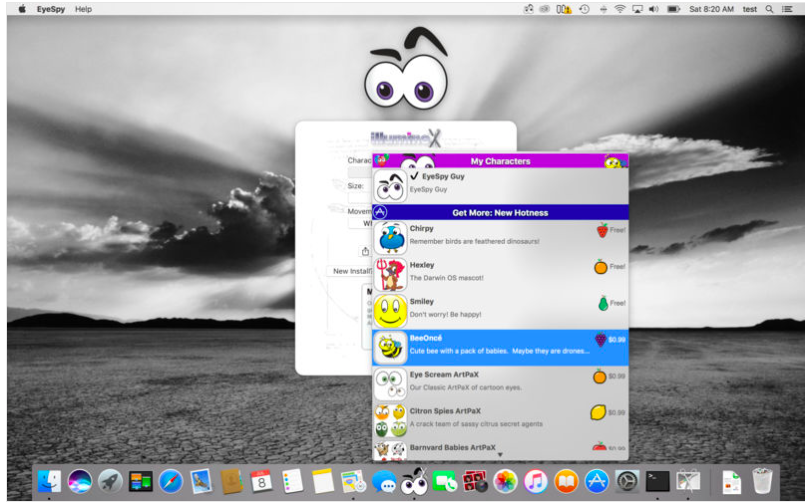 EyeSpy Help
Sat 8:20 AM test
illumineX
Charac
My Characters
✓ EyeSpy Guy
EyeSpy Guy
Size:
Get More: New Hotness
Movem
Chirpy
Free!
Remember birds are feathered dinosaurs!
Hexley
Free!
The Darwin OS mascot!
New Install?
Smiley
Free!
Don't worry! Be happy!
BeeOncé
$0.99
Cute bee with a pack of babies. Maybe they are drones...
Eye Scream ArtPaX
$0.99
Our Classic ArtPaX of cartoon eyes.
Citron Spies ArtPaX
$0.99
A crack team of sassy citrus secret agents
Barnyard Babies ArtPaX
$0.99
8